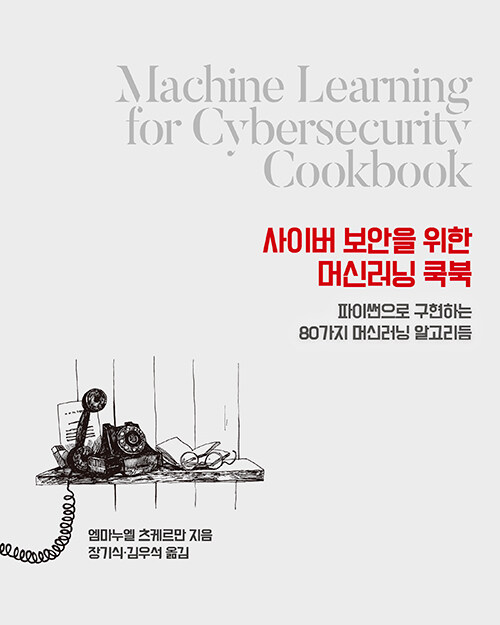 Machine Learning
for Cybersecurity
Cookbook
사이버 보안을 위한
머신러닝 쿡북
파이썬으로 구현하는
80가지 머신러닝 알고리듬
엠마누엘 츠케르만 지음
장기식·김우석 옮김